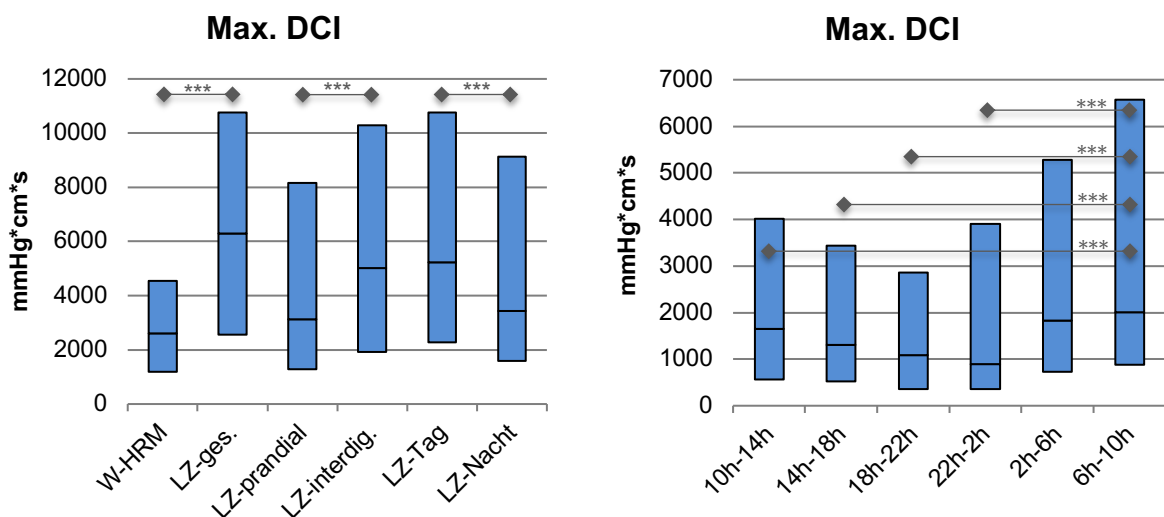 Max. DCI
mmHg*cm*s
12000
10000
8000
6000
4000
2000
0
***
***
***
W-HRM
LZ-ges.
LZ-prandial
LZ-interdig.
LZ-Tag
LZ-Nacht
Max. DCI
mmHg*cm*s
7000
6000
5000
4000
3000
2000
1000
0
***
***
***
***
10h-14h
14h-18h
18h-22h
22h-2h
2h-6h
6h-10h